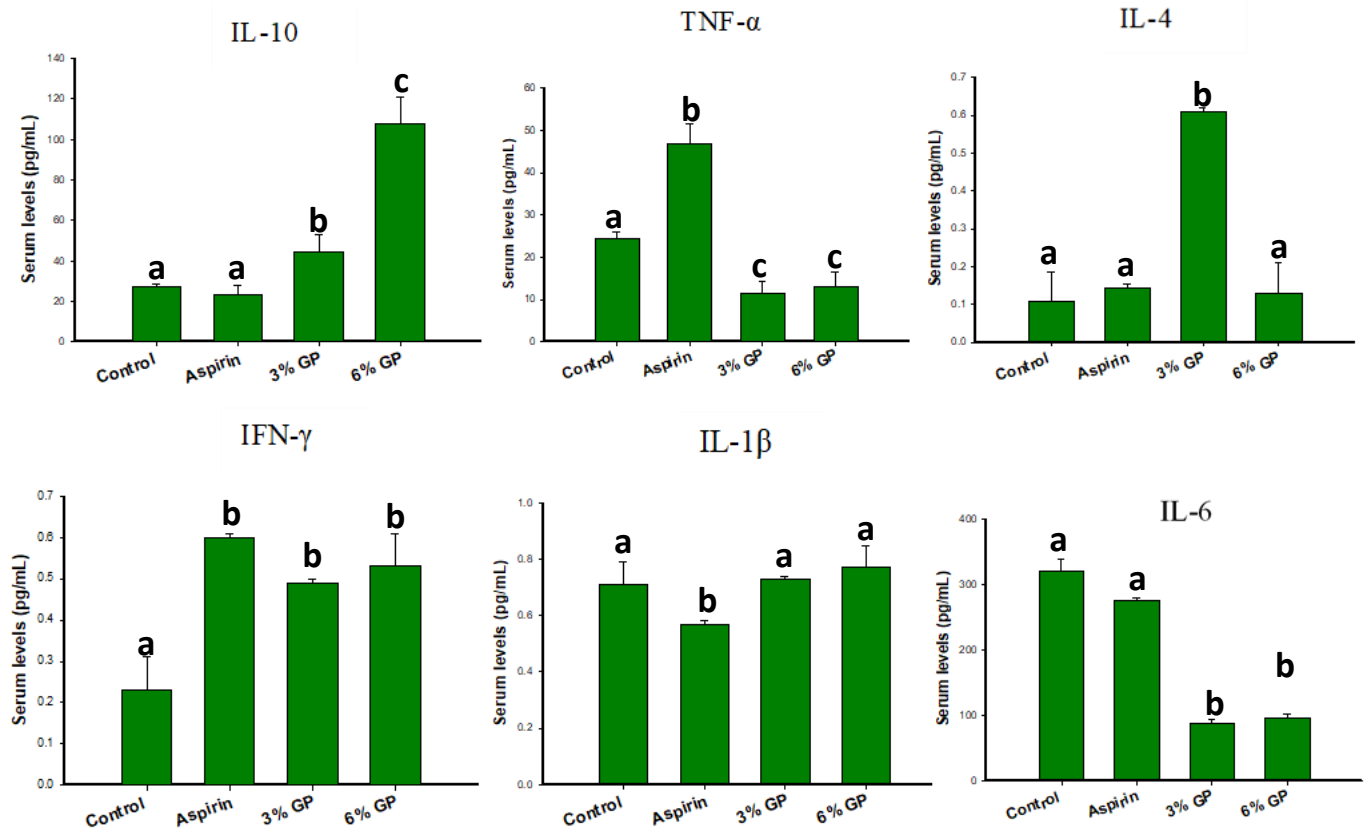 IL-10
Serum levels (pg/mL)
140
120
100
80
60
40
20
0
a
a
b
c
Control
Aspirin
3% GP
6% GP
TNF-α
Serum levels (pg/mL)
60
50
40
30
20
10
0
a
b
c
c
Control
Aspirin
3% GP
6% GP
IL-4
Serum levels (pg/mL)
0.7
0.6
0.5
0.4
0.3
0.2
0.1
0.0
a
a
b
a
Control
Aspirin
3% GP
6% GP
IFN-γ
Serum levels (pg/mL)
0.7
0.6
0.5
0.4
0.3
0.2
0.1
0.0
a
b
b
b
Control
Aspirin
3% GP
6% GP
IL-1β
Serum levels (pg/mL)
1.0
0.8
0.6
0.4
0.2
0.0
a
b
a
a
Control
Aspirin
3% GP
6% GP
IL-6
Serum levels (pg/mL)
400
300
200
100
0
a
a
b
b
Control
Aspirin
3% GP
6% GP